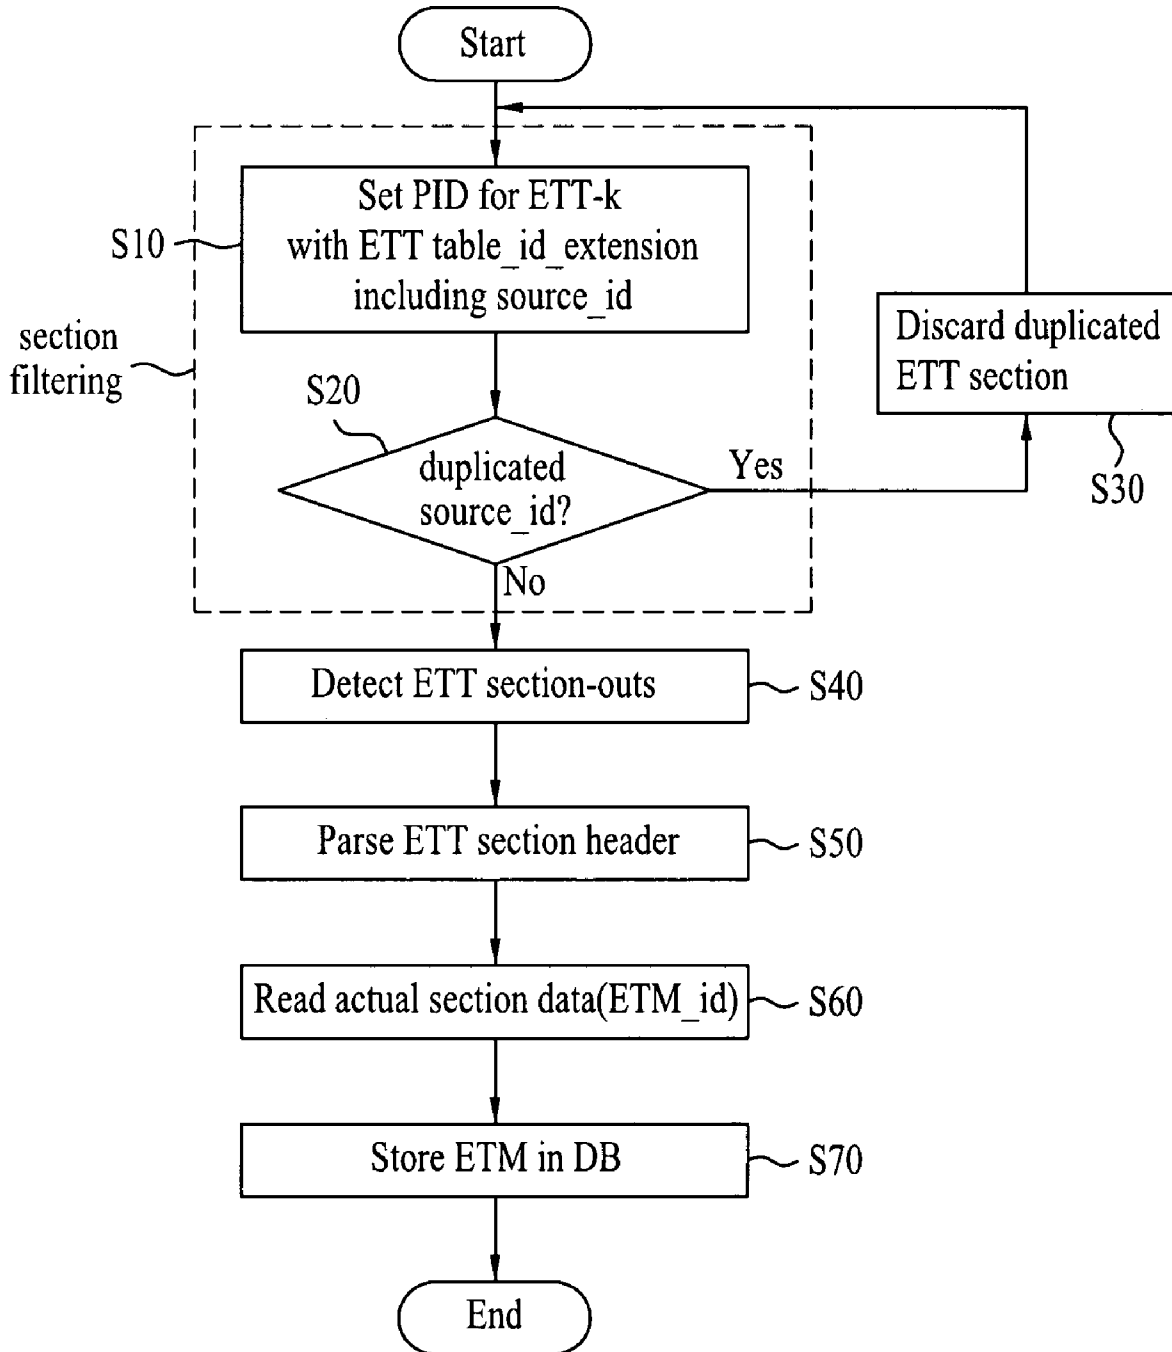 Start
Set PID for ETT-k
with ETT table_id_extension
including source_id
S10
section
filtering
Discard duplicated
ETT section
S30
S20
duplicated
source_id?
Yes
No
Detect ETT section-outs
S40
Parse ETT section header
S50
Read actual section data(ETM_id)
S60
Store ETM in DB
S70
End